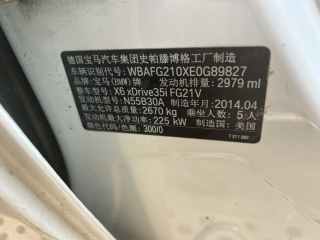 德国宝马汽车集团史帕滕博格工厂制造
车辆识别代号: WBAFG210XE0G89827
品牌: 宝马(BMW)牌 发动机排量: 2979 ml
整车型号: X6 xDrive35i FG21V
发动机型号: N55B30A 制造年月: 2014.04
最大允许总质量: 2670 kg 乘坐人数: 5 人
发动机最大净功率: 225 kW 制造国: 美国
颜色代码/色圈: 300/0